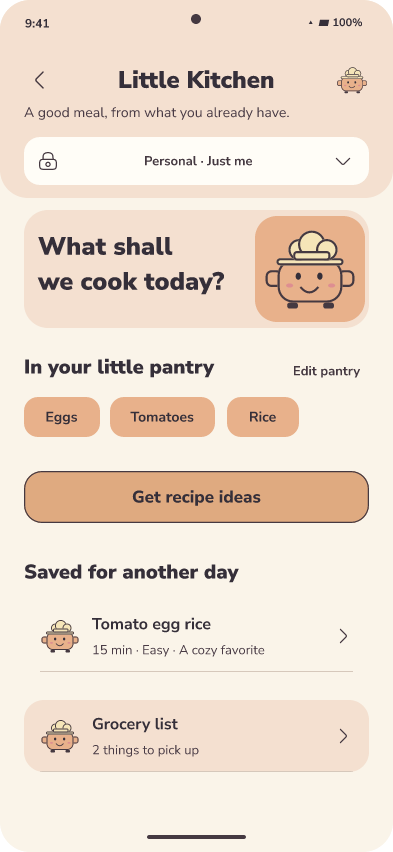 9:41
100%
Little Kitchen
A good meal, from what you already have.
Personal · Just me
What shall
we cook today?
In your little pantry
Edit pantry
Eggs
Tomatoes
Rice
Get recipe ideas
Saved for another day
Tomato egg rice
15 min · Easy · A cozy favorite
Grocery list
2 things to pick up